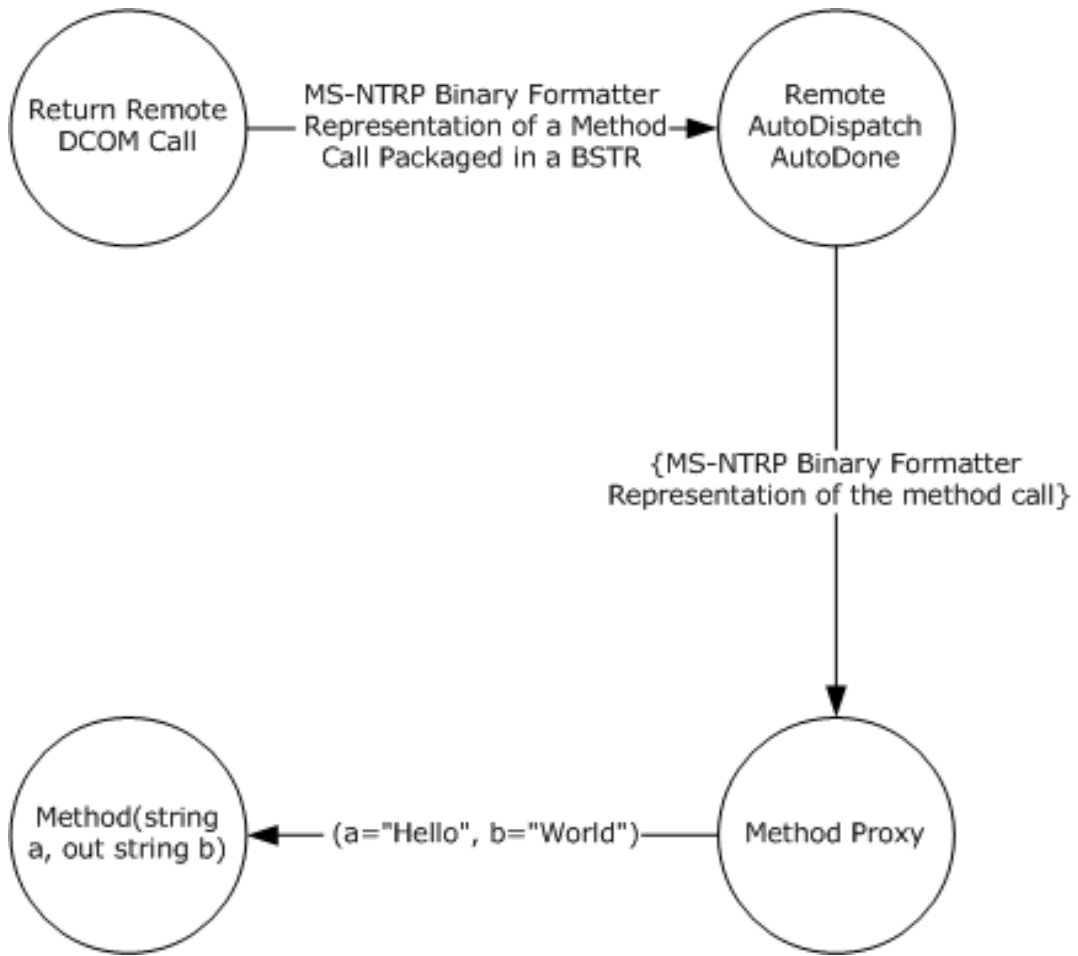 Return Remote
DCOM Call
MS-NTRP Binary Formatter
Representation of a Method
Call Packaged in a BSTR
Remote
AutoDispatch
AutoDone
{MS-NTRP Binary Formatter
Representation of the method call}
Method(string
a, out string b)
(a="Hello", b="World")
Method Proxy